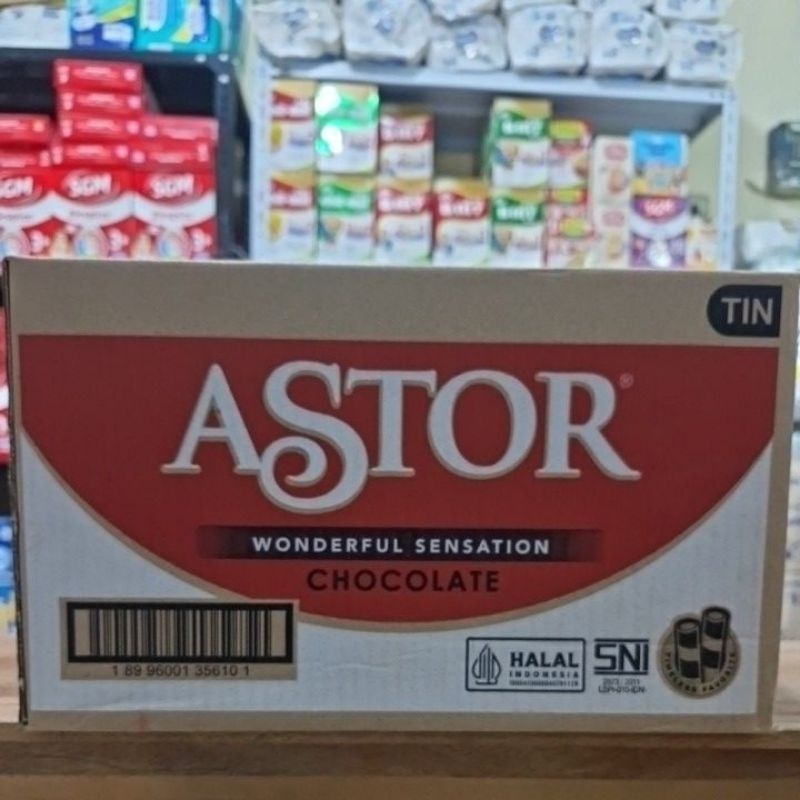 SGM
SGM
SGM
TIN
ASTOR®
WONDERFUL SENSATION
CHOCOLATE
1 89 96001 35610 1
HALAL
INDONESIA
SNI